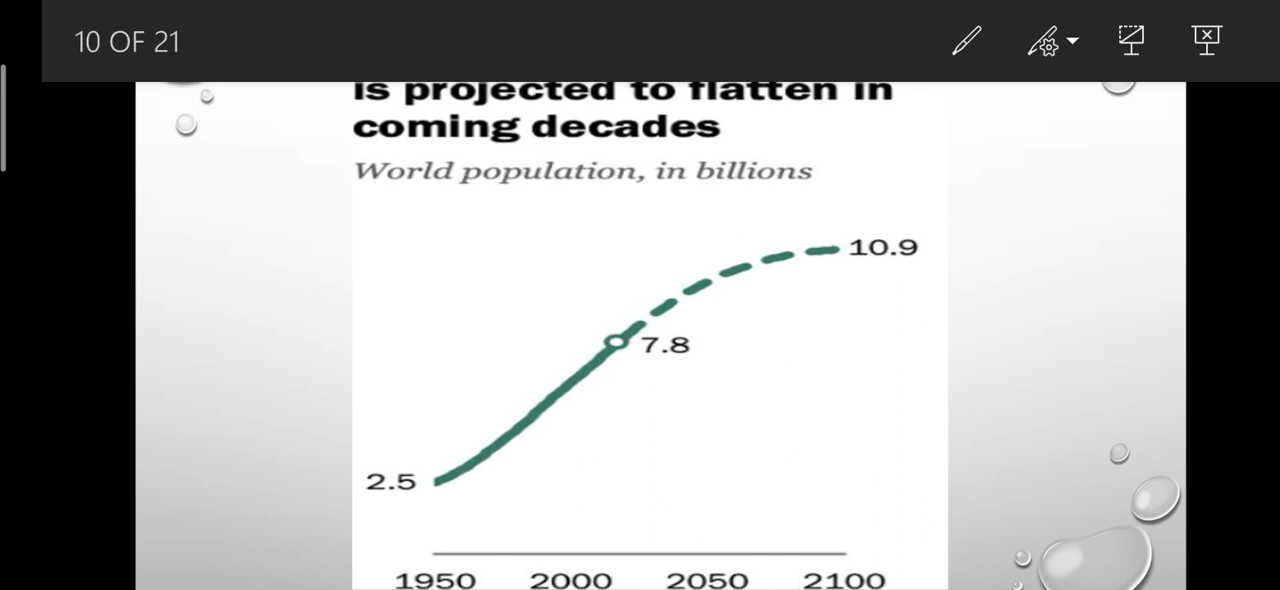 10 OF 21
is projected to flatten in
coming decades
World population, in billions
10.9
7.8
2.5
1950 2000 2050 2100